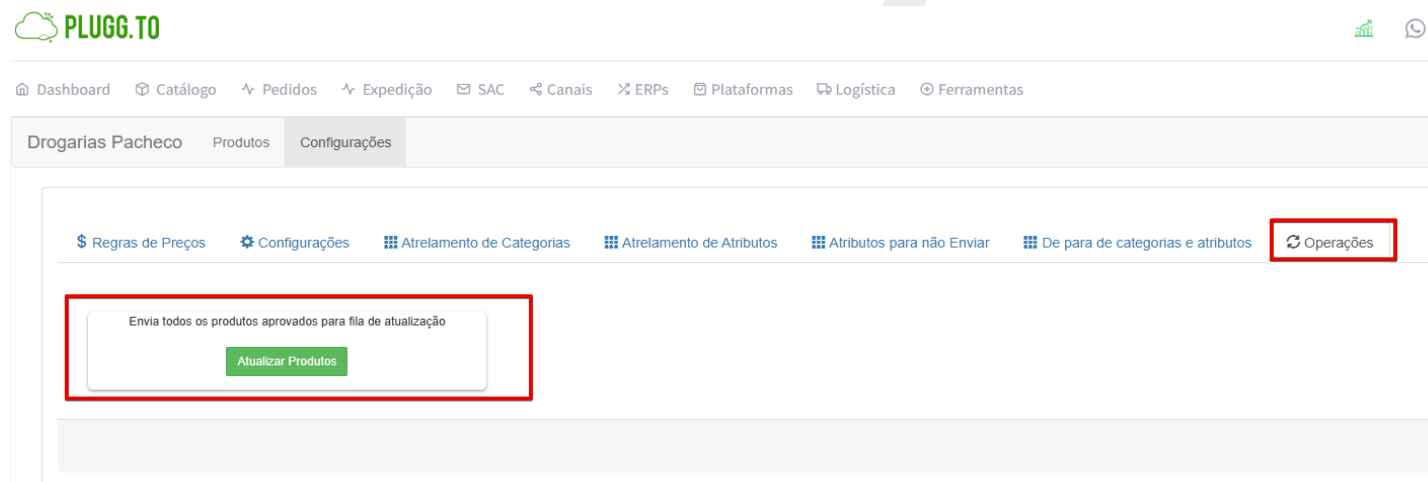 PLUGG.TO
Dashboard Catálogo Pedidos Expedição SAC Canais ERPs Plataformas Logística Ferramentas
Drogarias Pacheco Produtos Configurações
$ Regras de Preços Configurações Atrelamento de Categorias Atrelamento de Atributos Atributos para não Enviar De para de categorias e atributos Operações
Envia todos os produtos aprovados para fila de atualização
Atualizar Produtos